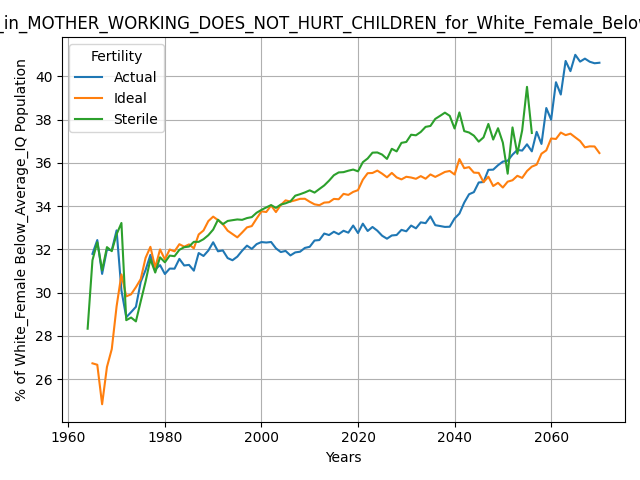 _in_MOTHER_WORKING_DOES_NOT_HURT_CHILDREN_for_White_Female_Below
Fertility
Actual
Ideal
Sterile
% of White_Female Below_Average_IQ Population
40
38
36
34
32
30
28
26
1960
1980
2000
2020
2040
2060
Years